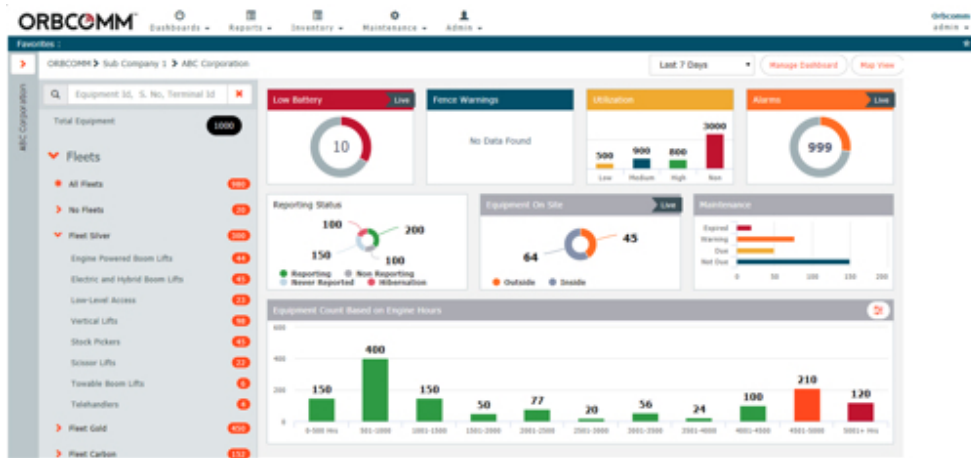 ORBCOMM
Dashboards
Reports
Inventory
Maintenance
Admin
Orbcomm
admin
Favorites :
ORBCOMM > Sub Company 1 > ABC Corporation
Last 7 Days
Manage Dashboard
Map View
ABC Corporation
Equipment Id, S. No, Terminal Id
Total Equipment
1000
Fleets
All Fleets 980
No Fleets 20
Fleet Silver 300
Engine Powered Boom Lifts 44
Electric and Hybrid Boom Lifts 45
Low-Level Access 23
Vertical Lifts 98
Stock Pickers 45
Scissor Lifts 22
Towable Boom Lifts 6
Telehandlers 4
Fleet Gold 450
Fleet Carbon 152
Low Battery Live
10
Fence Warnings
No Data Found
Utilization
500 900 800 3000
Low Medium High Non
Alarms Live
999
Reporting Status
100 200
150 100
Reporting Non Reporting
Never Reported Hibernation
Equipment On Site Live
64 45
Outside Inside
Maintenance
Expired
Warning
Due
Not Due
0 50 100 150 200
Equipment Count Based on Engine Hours
600
400
200
0
150 400 150 50 77 20 56 24 100 210 120
0-500 Hrs 501-1000 1001-1500 1501-2000 2001-2500 2501-3000 3001-3500 3501-4000 4001-4500 4501-5000 5001+ Hrs